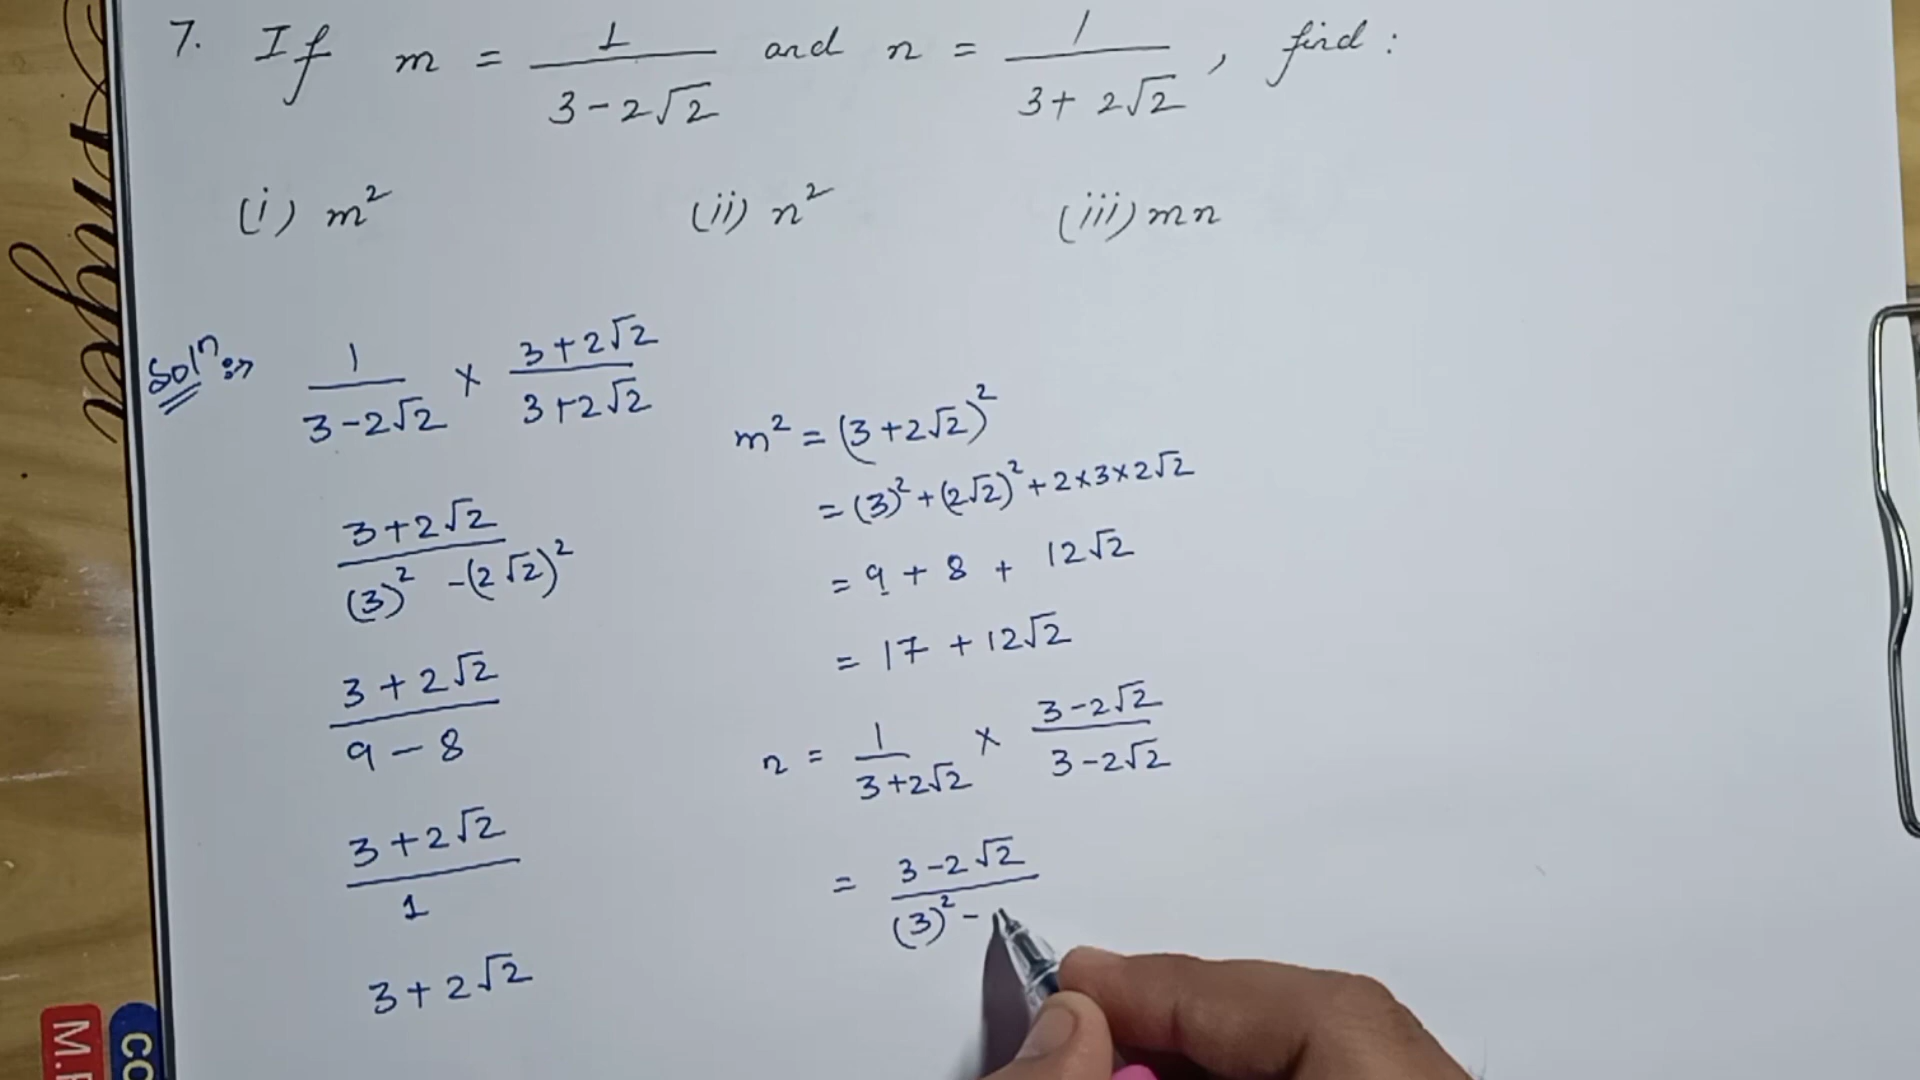 7. If m = 1/(3-2√2) and n = 1/(3+2√2), find:
(i) m² (ii) n² (iii) mn
Solⁿ:→ 1/(3-2√2) × (3+2√2)/(3+2√2)
(3+2√2)/((3)² -(2√2)²)
(3+2√2)/(9-8)
(3+2√2)/1
3+2√2
m² = (3+2√2)²
= (3)²+(2√2)²+2×3×2√2
= 9 + 8 + 12√2
= 17 + 12√2
n = 1/(3+2√2) × (3-2√2)/(3-2√2)
= (3-2√2)/((3)² -
M.
CO